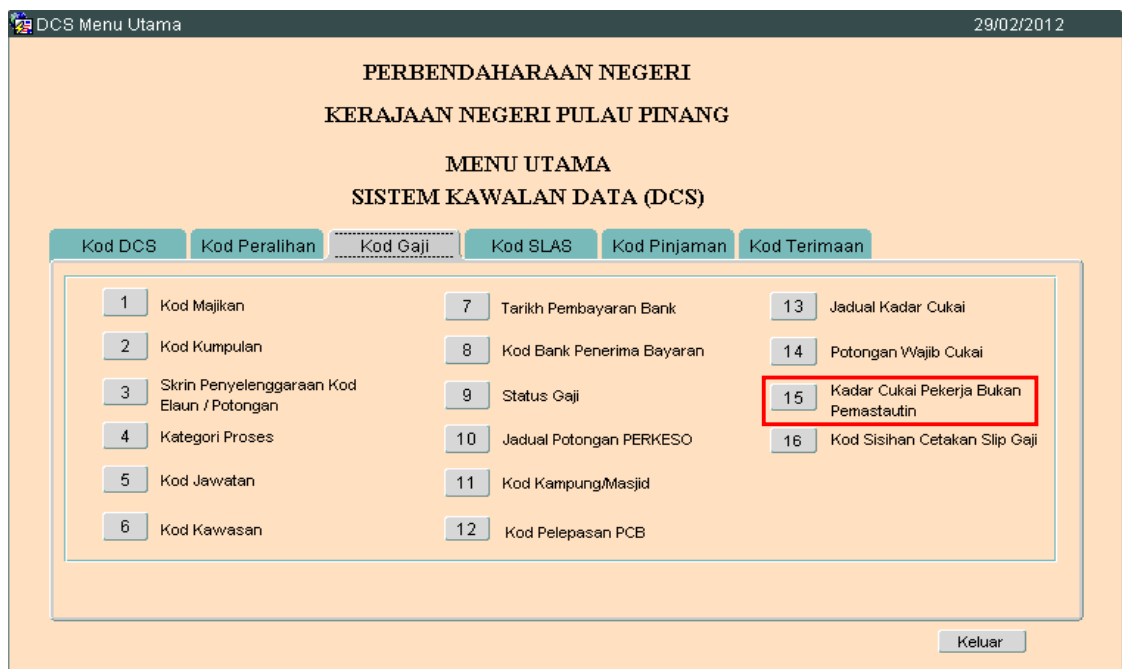 DCS Menu Utama 29/02/2012
PERBENDAHARAAN NEGERI
KERAJAAN NEGERI PULAU PINANG
MENU UTAMA
SISTEM KAWALAN DATA (DCS)
Kod DCS Kod Peralihan Kod Gaji Kod SLAS Kod Pinjaman Kod Terimaan
1 Kod Majikan
2 Kod Kumpulan
3 Skrin Penyelenggaraan Kod
Elaun / Potongan
4 Kategori Proses
5 Kod Jawatan
6 Kod Kawasan
7 Tarikh Pembayaran Bank
8 Kod Bank Penerima Bayaran
9 Status Gaji
10 Jadual Potongan PERKESO
11 Kod Kampung/Masjid
12 Kod Pelepasan PCB
13 Jadual Kadar Cukai
14 Potongan Wajib Cukai
15 Kadar Cukai Pekerja Bukan
Pemastautin
16 Kod Sisihan Cetakan Slip Gaji
Keluar